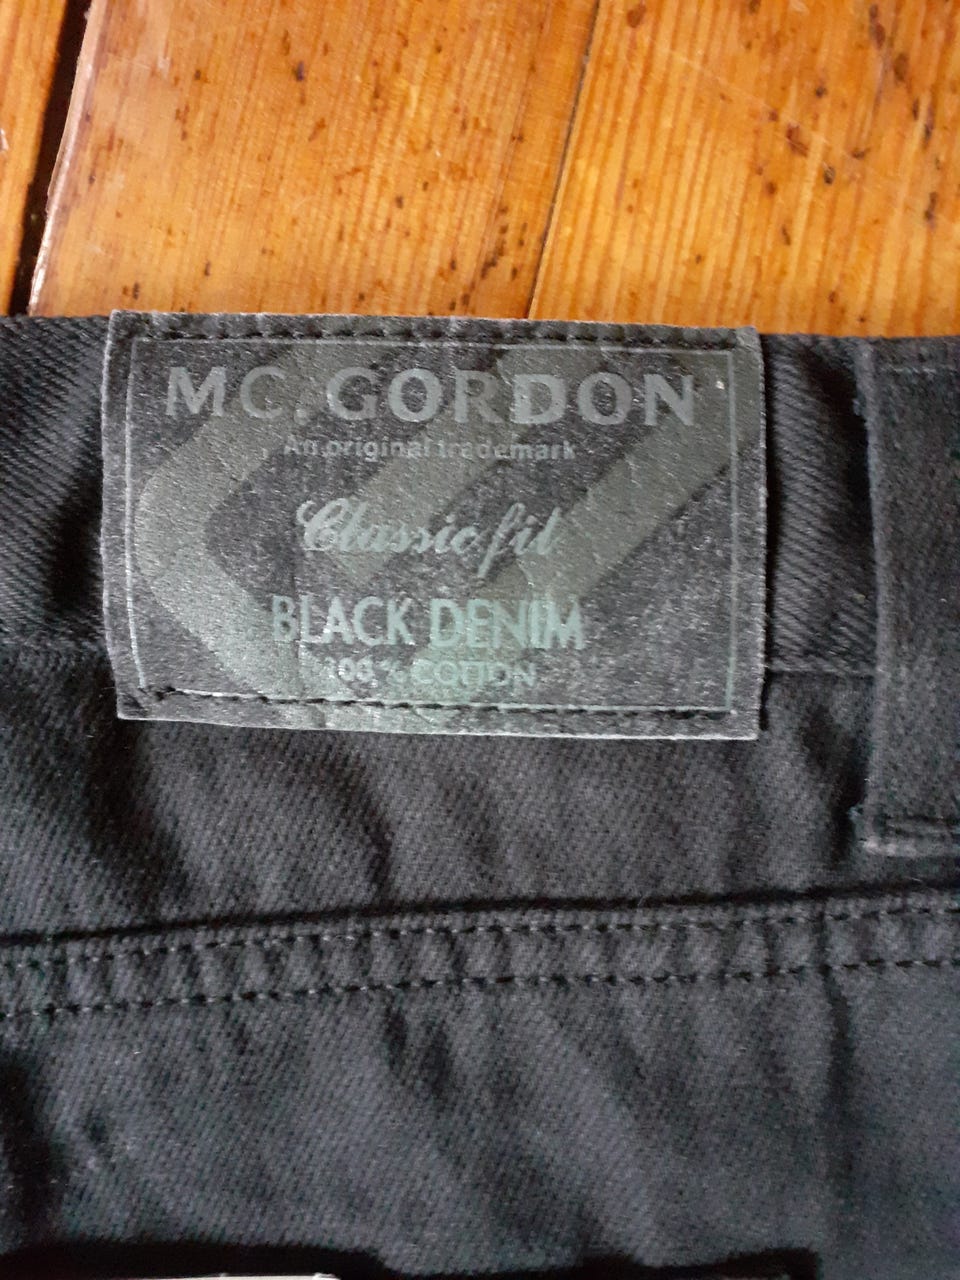 MC.GORDON
An original trademark
Classic fit
BLACK DENIM
100 % COTTON